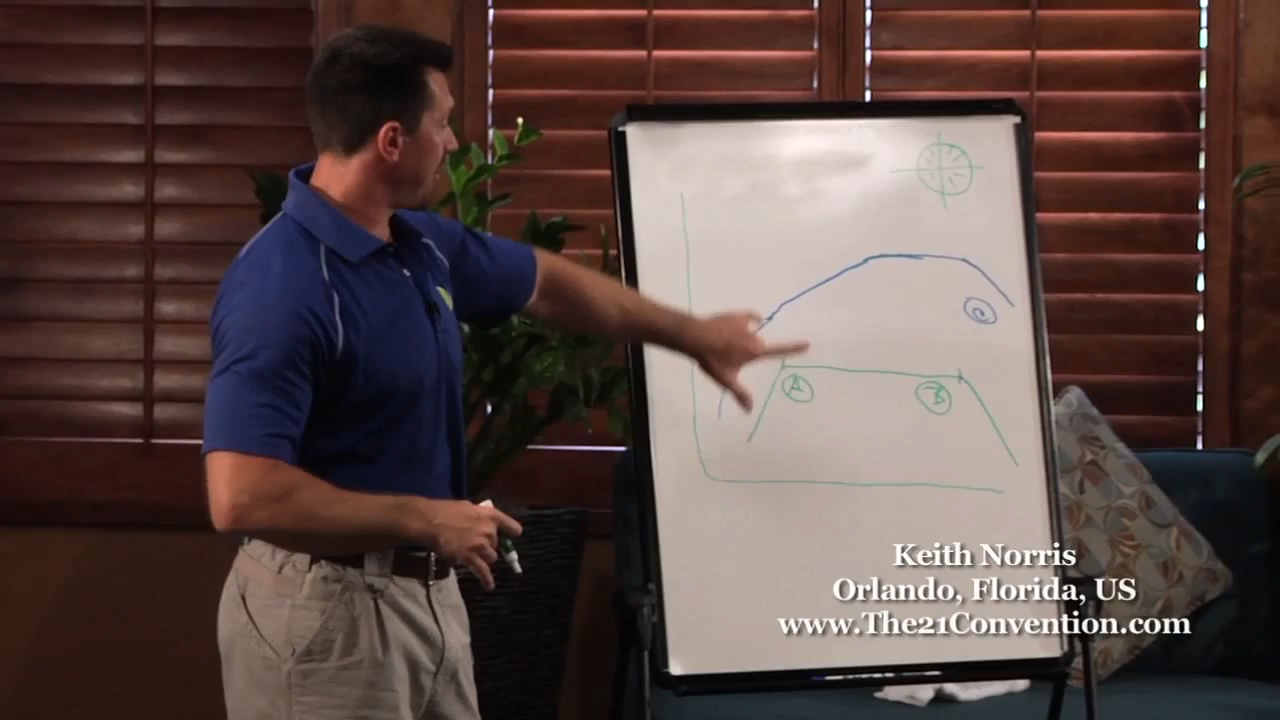 A
B
Keith Norris
Orlando, Florida, US
www.The21Convention.com